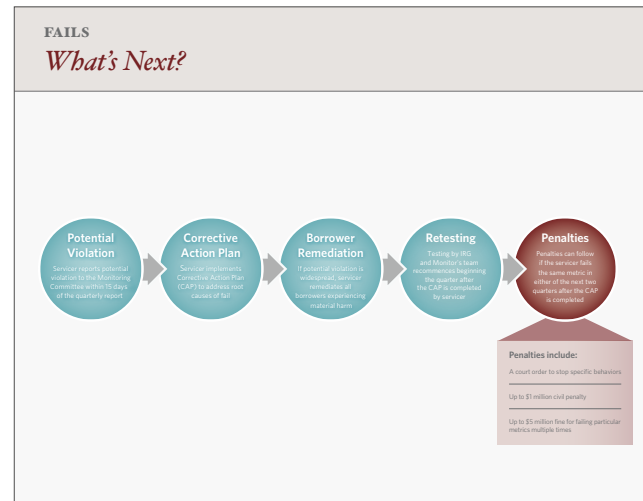 FAILS
What's Next?
Potential
Violation
Servicer reports potential
violation to the Monitoring
Committee within 15 days
of the quarterly report
Corrective
Action Plan
Servicer implements
Corrective Action Plan
(CAP) to address root
causes of fail
Borrower
Remediation
If potential violation is
widespread, servicer
remediates all
borrowers experiencing
material harm
Retesting
Testing by IRG
and Monitor's team
recommences beginning
the quarter after
the CAP is completed
by servicer
Penalties
Penalties can follow
if the servicer fails
the same metric in
either of the next two
quarters after the CAP
is completed
Penalties include:
A court order to stop specific behaviors
Up to $1 million civil penalty
Up to $5 million fine for failing particular
metrics multiple times